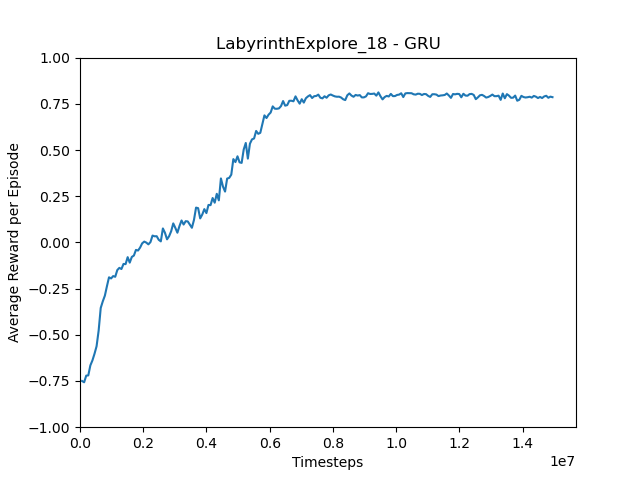 LabyrinthExplore_18 - GRU
1.00
0.75
0.50
0.25
0.00
−0.25
−0.50
−0.75
−1.00
Average Reward per Episode
0.0 0.2 0.4 0.6 0.8 1.0 1.2 1.4
1e7
Timesteps